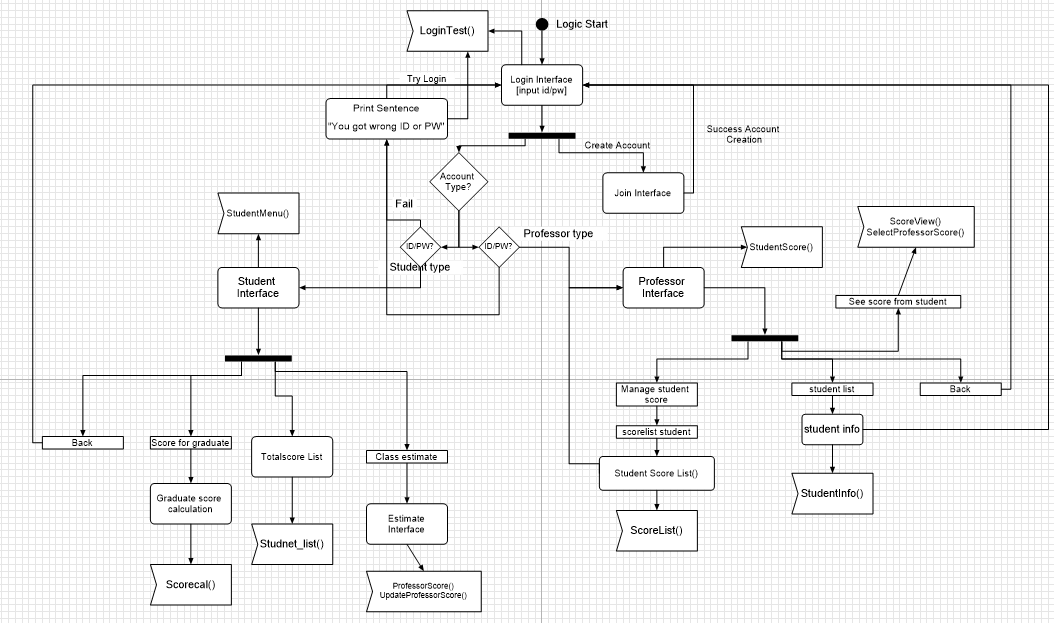 Logic Start
LoginTest()
Try Login
Login Interface
[input id/pw]
Print Sentence
"You got wrong ID or PW"
Success Account
Creation
Create Account
Account
Type?
Join Interface
Fail
StudentMenu()
ID/PW?
ID/PW?
Professor type
Student type
StudentScore()
ScoreView()
SelectProfessorScore()
Student
Interface
Professor
Interface
See score from student
Manage student
score
student list
Back
scorelist student
student info
Back
Score for graduate
Totalscore List
Class estimate
Student Score List()
StudentInfo()
Graduate score
calculation
Estimate
Interface
ScoreList()
Studnet_list()
Scorecal()
ProfessorScore()
UpdateProfessorScore()